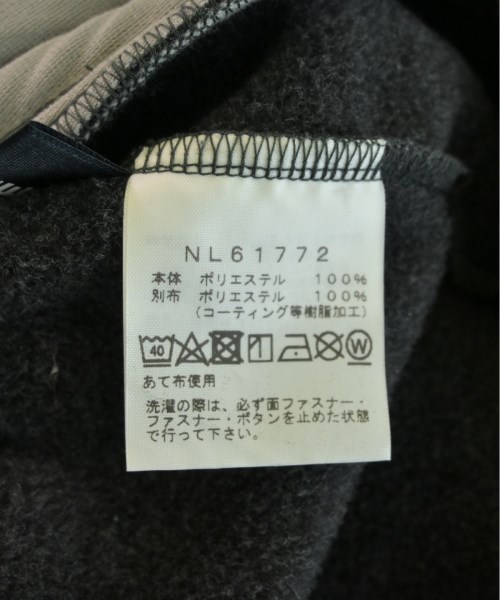 NL61772
本体 ポリエステル 100%
別布 ポリエステル 100%
(コーティング等樹脂加工)
40 W
あて布使用
洗濯の際は、必ず面ファスナー・
ファスナー・ボタンを止めた状態
で行って下さい。